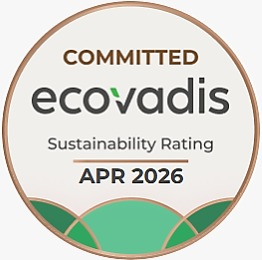 COMMITTED
ecovadis
Sustainability Rating
APR 2026